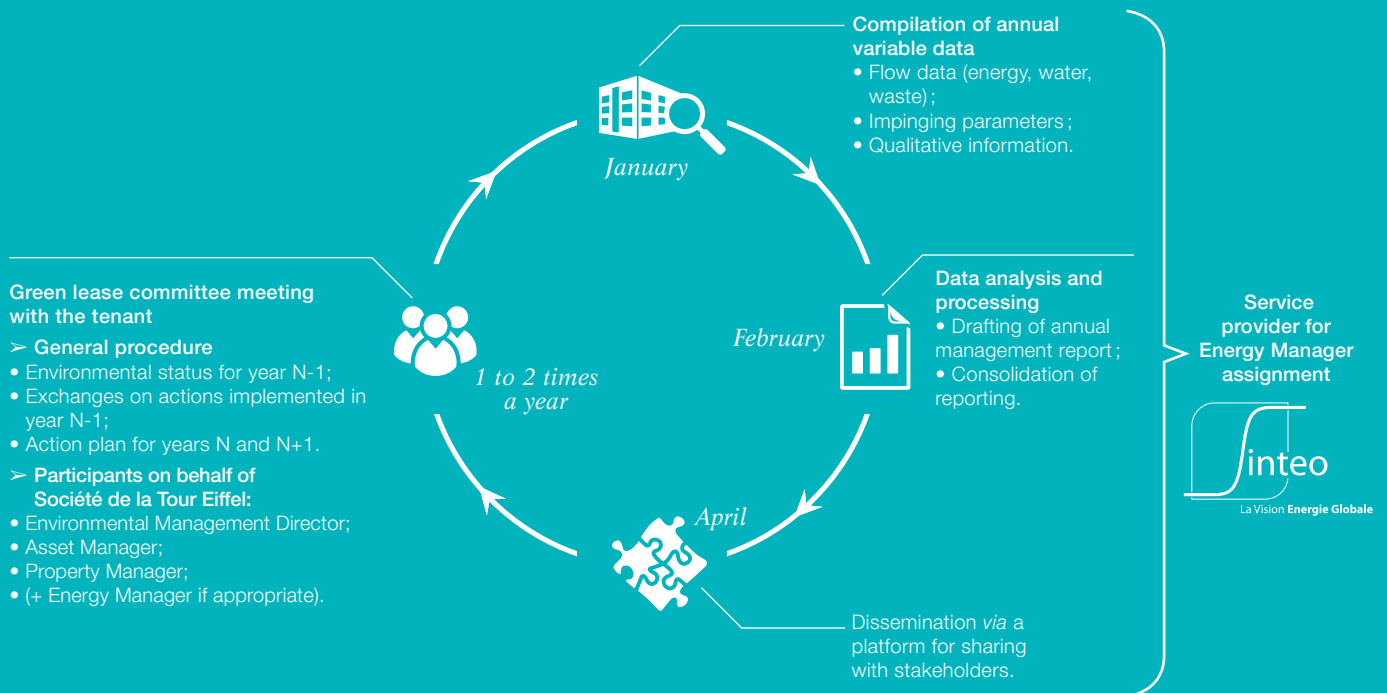 Compilation of annual
variable data
• Flow data (energy, water,
waste) ;
• Impinging parameters ;
• Qualitative information.
January
Data analysis and
processing
• Drafting of annual
management report ;
• Consolidation of
reporting.
February
Service
provider for
Energy Manager
assignment
inteo
La Vision Energie Globale
Green lease committee meeting
with the tenant
➢ General procedure
• Environmental status for year N-1;
• Exchanges on actions implemented in
year N-1;
• Action plan for years N and N+1.
➢ Participants on behalf of
Société de la Tour Eiffel:
• Environmental Management Director;
• Asset Manager;
• Property Manager;
• (+ Energy Manager if appropriate).
1 to 2 times
a year
April
Dissemination via a
platform for sharing
with stakeholders.